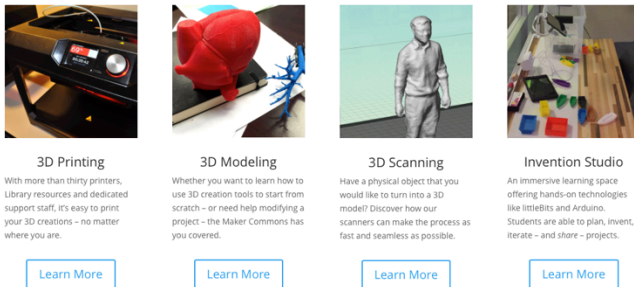 3D Printing
With more than thirty printers,
Library resources and dedicated
support staff, it's easy to print
your 3D creations – no matter
where you are.
Learn More
3D Modeling
Whether you want to learn how to
use 3D creation tools to start from
scratch – or need help modifying a
project – the Maker Commons has
you covered.
Learn More
3D Scanning
Have a physical object that you
would like to turn into a 3D
model? Discover how our
scanners can make the process as
fast and seamless as possible.
Learn More
Invention Studio
An immersive learning space
offering hands-on technologies
like littleBits and Arduino.
Students are able to plan, invent,
iterate – and share – projects.
Learn More